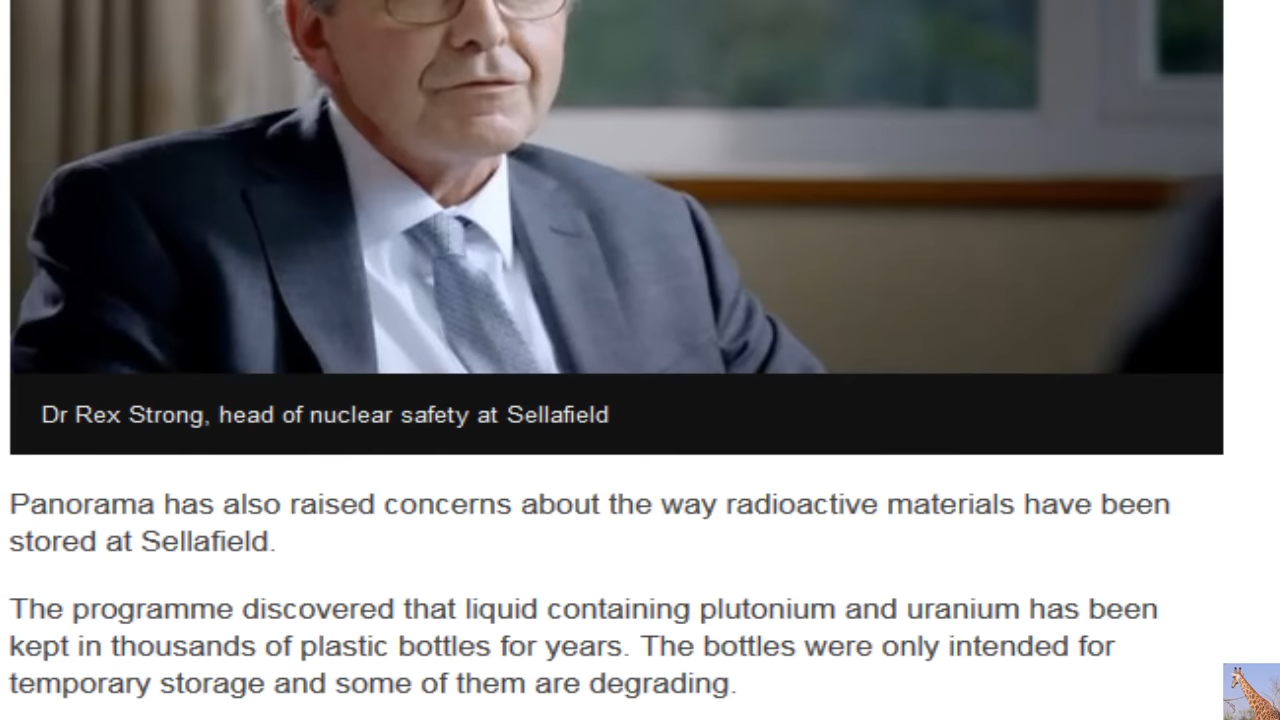 Dr Rex Strong, head of nuclear safety at Sellafield
Panorama has also raised concerns about the way radioactive materials have been
stored at Sellafield.
The programme discovered that liquid containing plutonium and uranium has been
kept in thousands of plastic bottles for years. The bottles were only intended for
temporary storage and some of them are degrading.